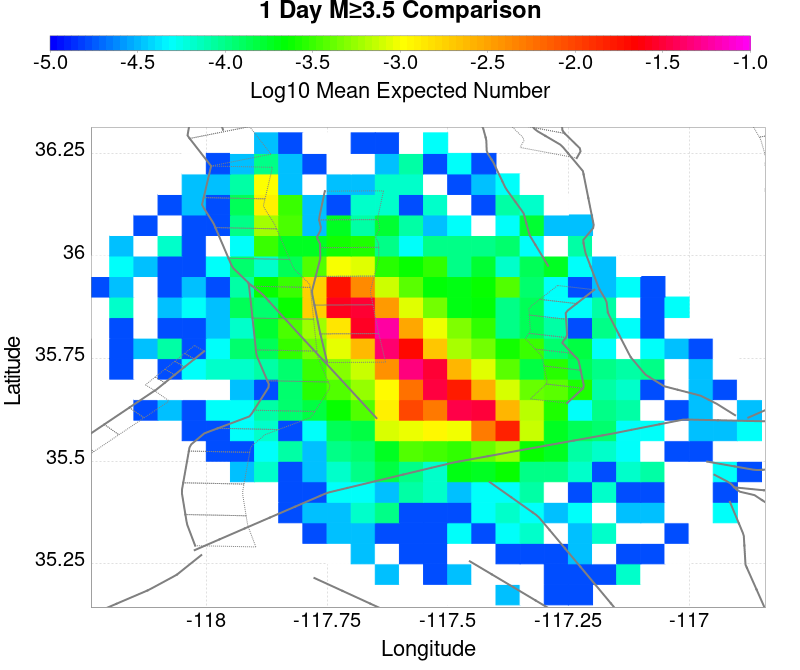 1 Day M≥3.5 Comparison
-5.0 -4.5 -4.0 -3.5 -3.0 -2.5 -2.0 -1.5 -1.0
Log10 Mean Expected Number
36.25
36
35.75
35.5
35.25
Latitude
-118 -117.75 -117.5 -117.25 -117
Longitude